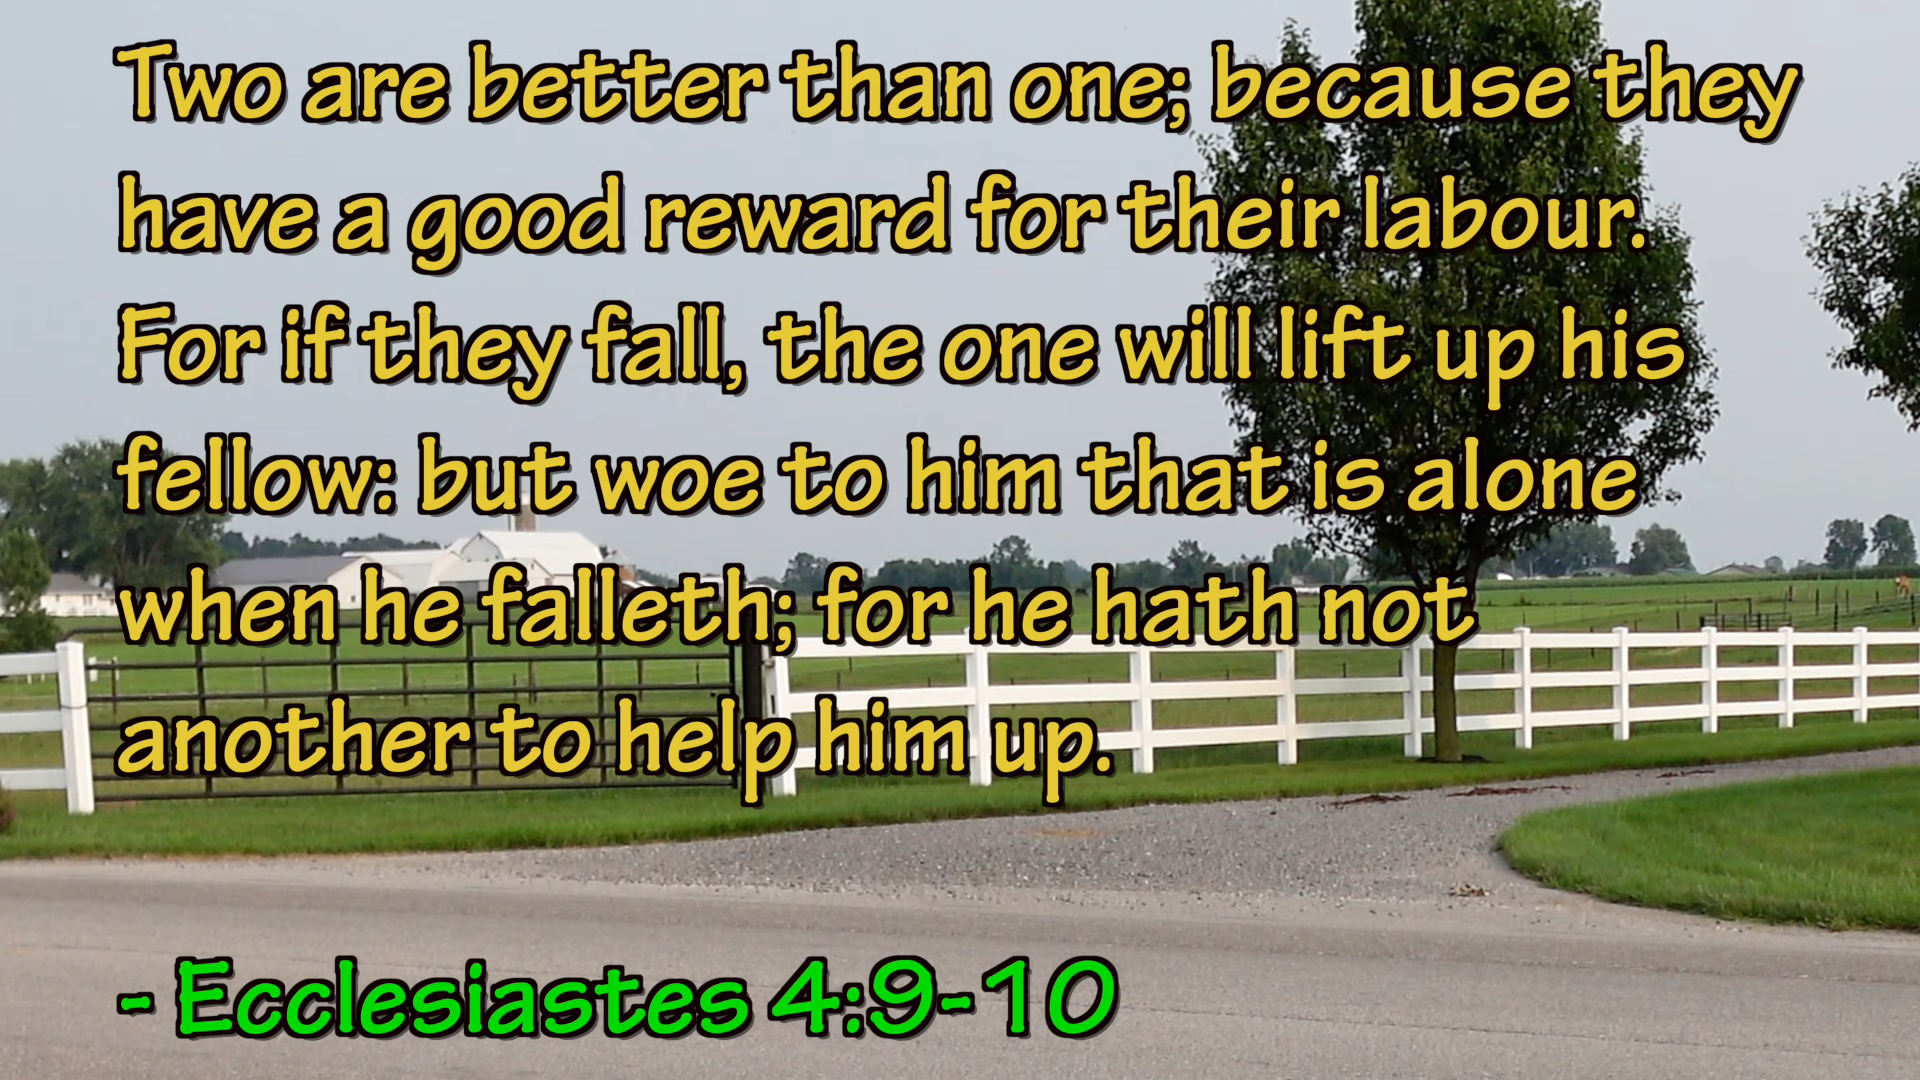 Two are better than one; because they
have a good reward for their labour.
For if they fall, the one will lift up his
fellow: but woe to him that is alone
when he falleth; for he hath not
another to help him up.
- Ecclesiastes 4:9-10